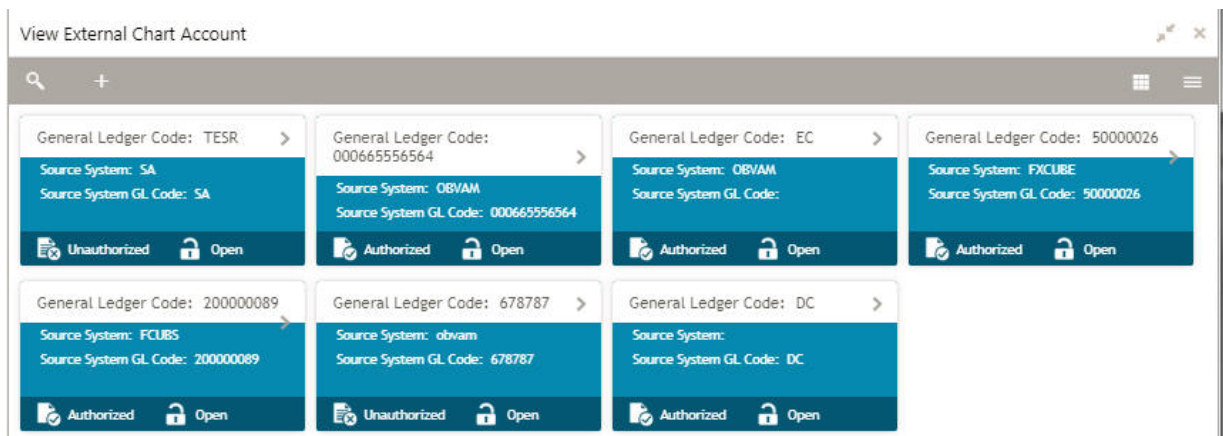 View External Chart Account
General Ledger Code: TESR
Source System: SA
Source System GL Code: SA
Unauthorized Open
General Ledger Code:
000665556564
Source System: OBVAM
Source System GL Code: 000665556564
Authorized Open
General Ledger Code: EC
Source System: OBVAM
Source System GL Code:
Authorized Open
General Ledger Code: 50000026
Source System: FXCUBE
Source System GL Code: 50000026
Authorized Open
General Ledger Code: 200000089
Source System: FCUBS
Source System GL Code: 200000089
Authorized Open
General Ledger Code: 678787
Source System: obvam
Source System GL Code: 678787
Unauthorized Open
General Ledger Code: DC
Source System:
Source System GL Code: DC
Authorized Open